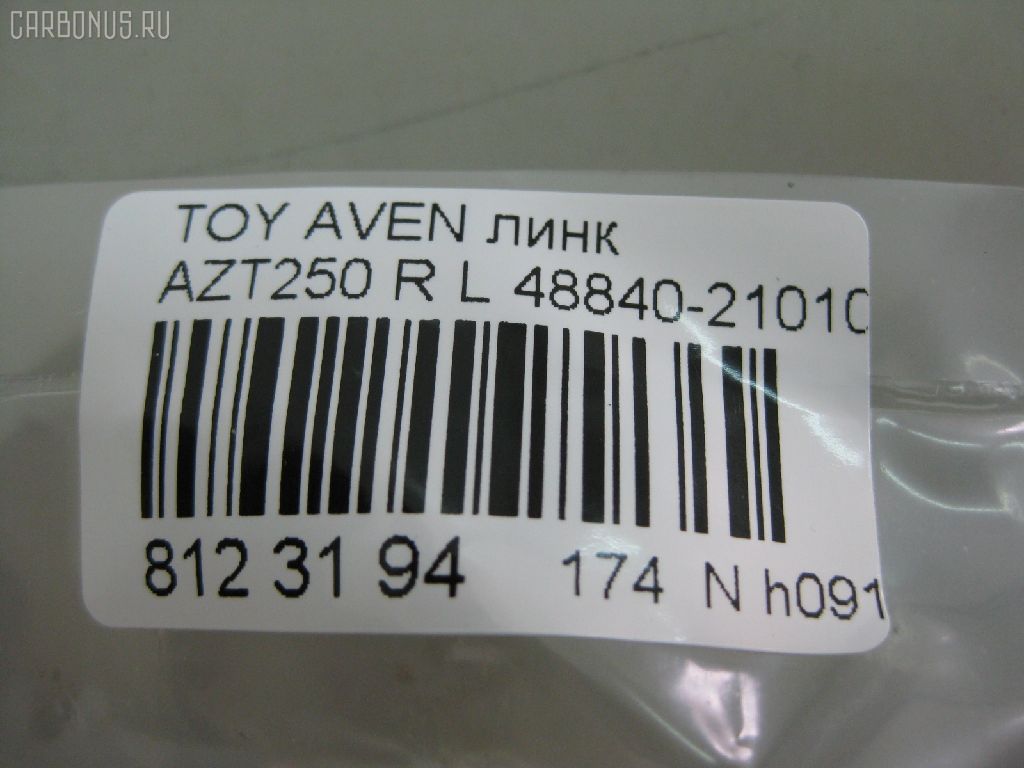 CARBONUS.RU
TOY AVEN линк
AZT250 R L 48840-21010
812 31 94 174 N h091